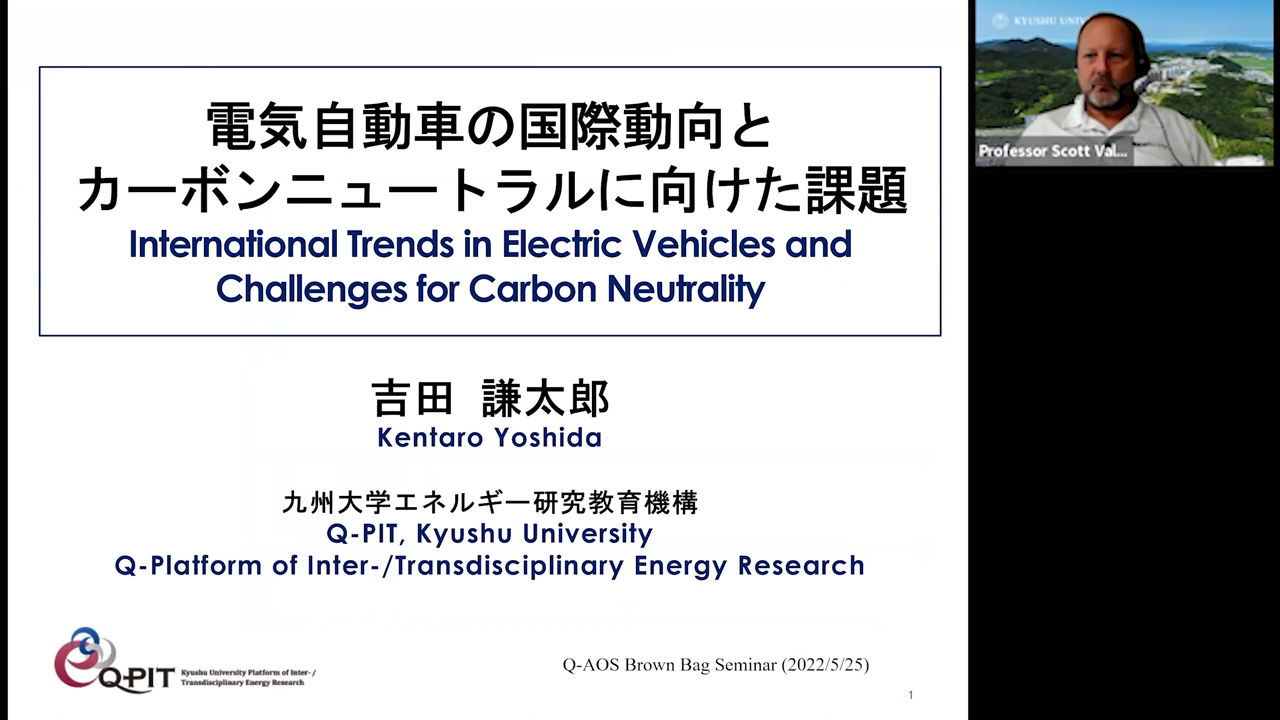 電気自動車の国際動向と
カーボンニュートラルに向けた課題
International Trends in Electric Vehicles and
Challenges for Carbon Neutrality
吉田 謙太郎
Kentaro Yoshida
九州大学エネルギー研究教育機構
Q-PIT, Kyushu University
Q-Platform of Inter-/Transdisciplinary Energy Research
Q-PIT
Kyushu University Platform of Inter-/
Transdisciplinary Energy Research
Q-AOS Brown Bag Seminar (2022/5/25)
1
KYUSHU UNIV
Professor Scott Val...